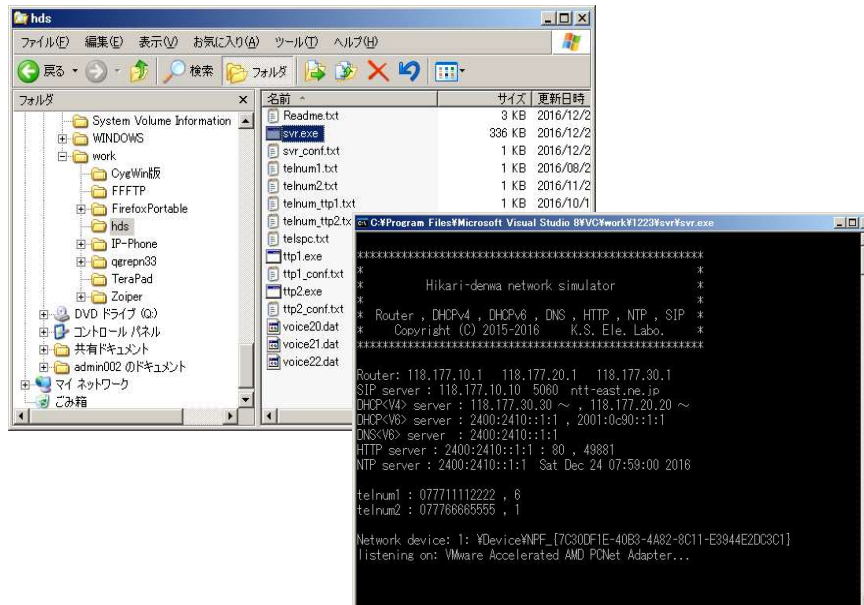 hds
ファイル(F) 編集(E) 表示(V) お気に入り(A) ツール(T) ヘルプ(H)
戻る 検索 フォルダ
フォルダ
System Volume Information
WINDOWS
work
CygWin版
FFFTP
FirefoxPortable
hds
IP-Phone
qgrepn33
TeraPad
Zoiper
DVD ドライブ (Q:)
コントロール パネル
共有ドキュメント
admin002 のドキュメント
マイ ネットワーク
ごみ箱
名前 サイズ 更新日時
Readme.txt 3 KB 2016/12/2
svr.exe 336 KB 2016/12/2
svr_conf.txt 1 KB 2016/12/2
telnum1.txt 1 KB 2016/08/2
telnum2.txt 1 KB 2016/11/2
telnum_ttp1.txt 1 KB 2016/10/1
telnum_ttp2.tx
telspc.txt
ttp1.exe
ttp1_conf.txt
ttp2.exe
ttp2_conf.txt
voice20.dat
voice21.dat
voice22.dat
C:¥Program Files¥Microsoft Visual Studio 8¥VC¥work¥1223¥svr¥svr.exe
****************************************************
* *
* Hikari-denwa network simulator *
* *
* Router , DHCPv4 , DHCPv6 , DNS , HTTP , NTP , SIP *
* Copyright (C) 2015-2016 K.S. Ele. Labo. *
****************************************************
Router: 118.177.10.1 118.177.20.1 118.177.30.1
SIP server : 118.177.10.10 5060 ntt-east.ne.jp
DHCP<V4> server : 118.177.30.30 ～ , 118.177.20.20 ～
DHCP<V6> server : 2400:2410::1:1 , 2001:0c90::1:1
DNS<V6> server : 2400:2410::1:1
HTTP server : 2400:2410::1:1 : 80 , 49881
NTP server : 2400:2410::1:1 Sat Dec 24 07:59:00 2016
telnum1 : 077711112222 , 6
telnum2 : 077766665555 , 1
Network device: 1: ¥Device¥NPF_{7C30DF1E-40B3-4A82-8C11-E3944E2DC3C1}
listening on: VMware Accelerated AMD PCNet Adapter...